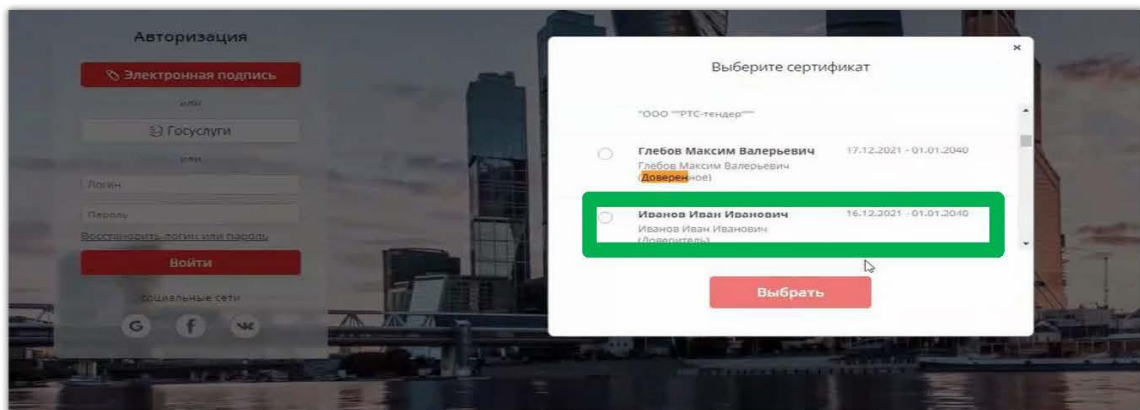 Авторизация
Электронная подпись
или
Госуслуги
или
Логин
Пароль
Восстановить логин или пароль
Войти
социальные сети
G f
×
Выберите сертификат
"ООО ""РТС-тендер"""
Глебов Максим Валерьевич 17.12.2021 - 01.01.2040
Глебов Максим Валерьевич
(Доверенное)
Иванов Иван Иванович 16.12.2021 - 01.01.2040
Иванов Иван Иванович
(Доверитель)
Выбрать